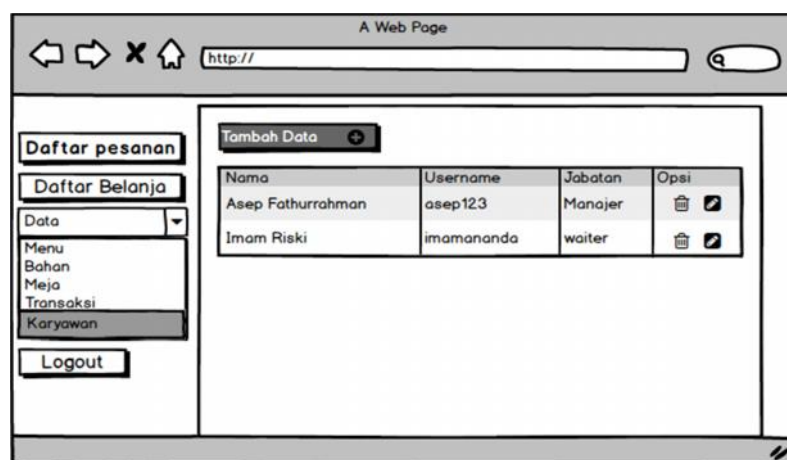 A Web Page
http://
Daftar pesanan
Daftar Belanja
Data
Menu
Bahan
Meja
Transaksi
Karyawan
Logout
Tambah Data
Nama Username Jabatan Opsi
Asep Fathurrahman asep123 Manajer
Imam Riski imamananda waiter